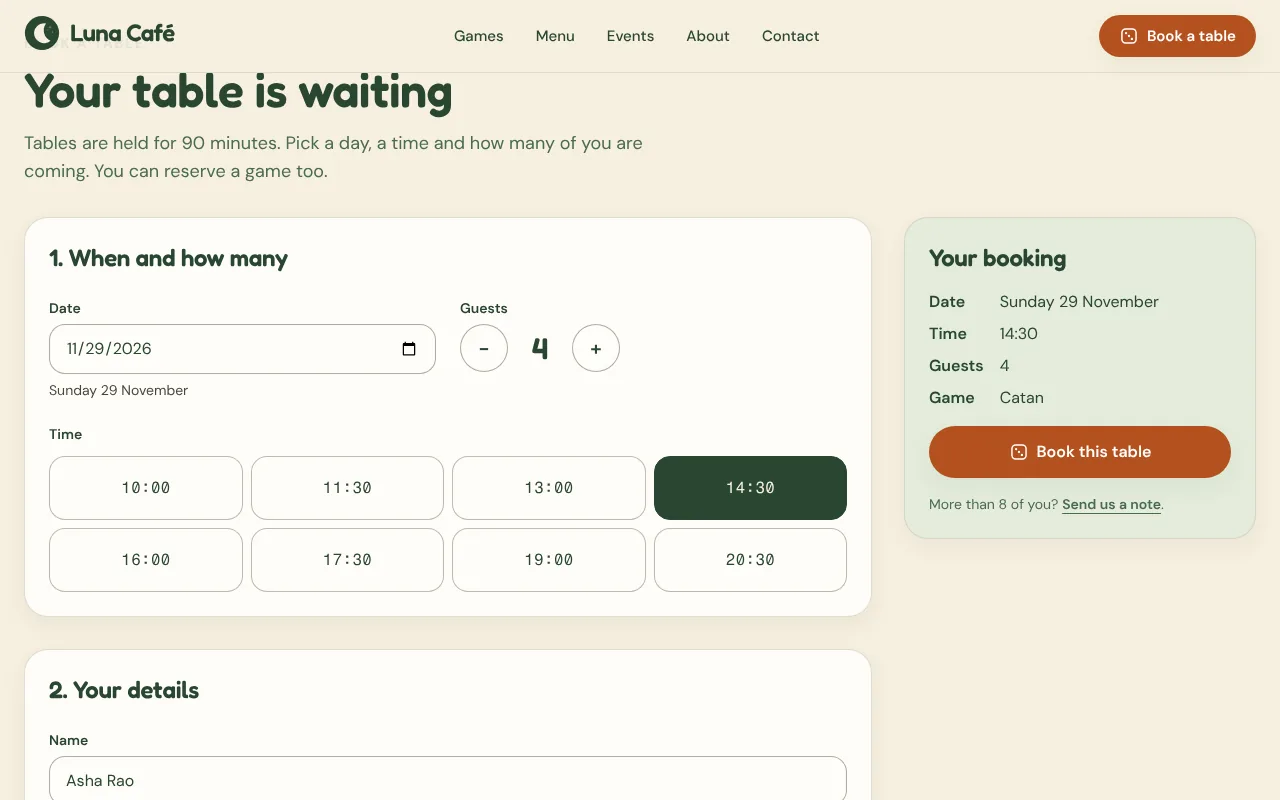 Luna Café
Games
Menu
Events
About
Contact
Book a table
Your table is waiting
Tables are held for 90 minutes. Pick a day, a time and how many of you are
coming. You can reserve a game too.
1. When and how many
Date
Guests
11/29/2026
−
4
+
Sunday 29 November
Time
10:00
11:30
13:00
14:30
16:00
17:30
19:00
20:30
2. Your details
Name
Asha Rao
Your booking
Date Sunday 29 November
Time 14:30
Guests 4
Game Catan
Book this table
More than 8 of you? Send us a note.